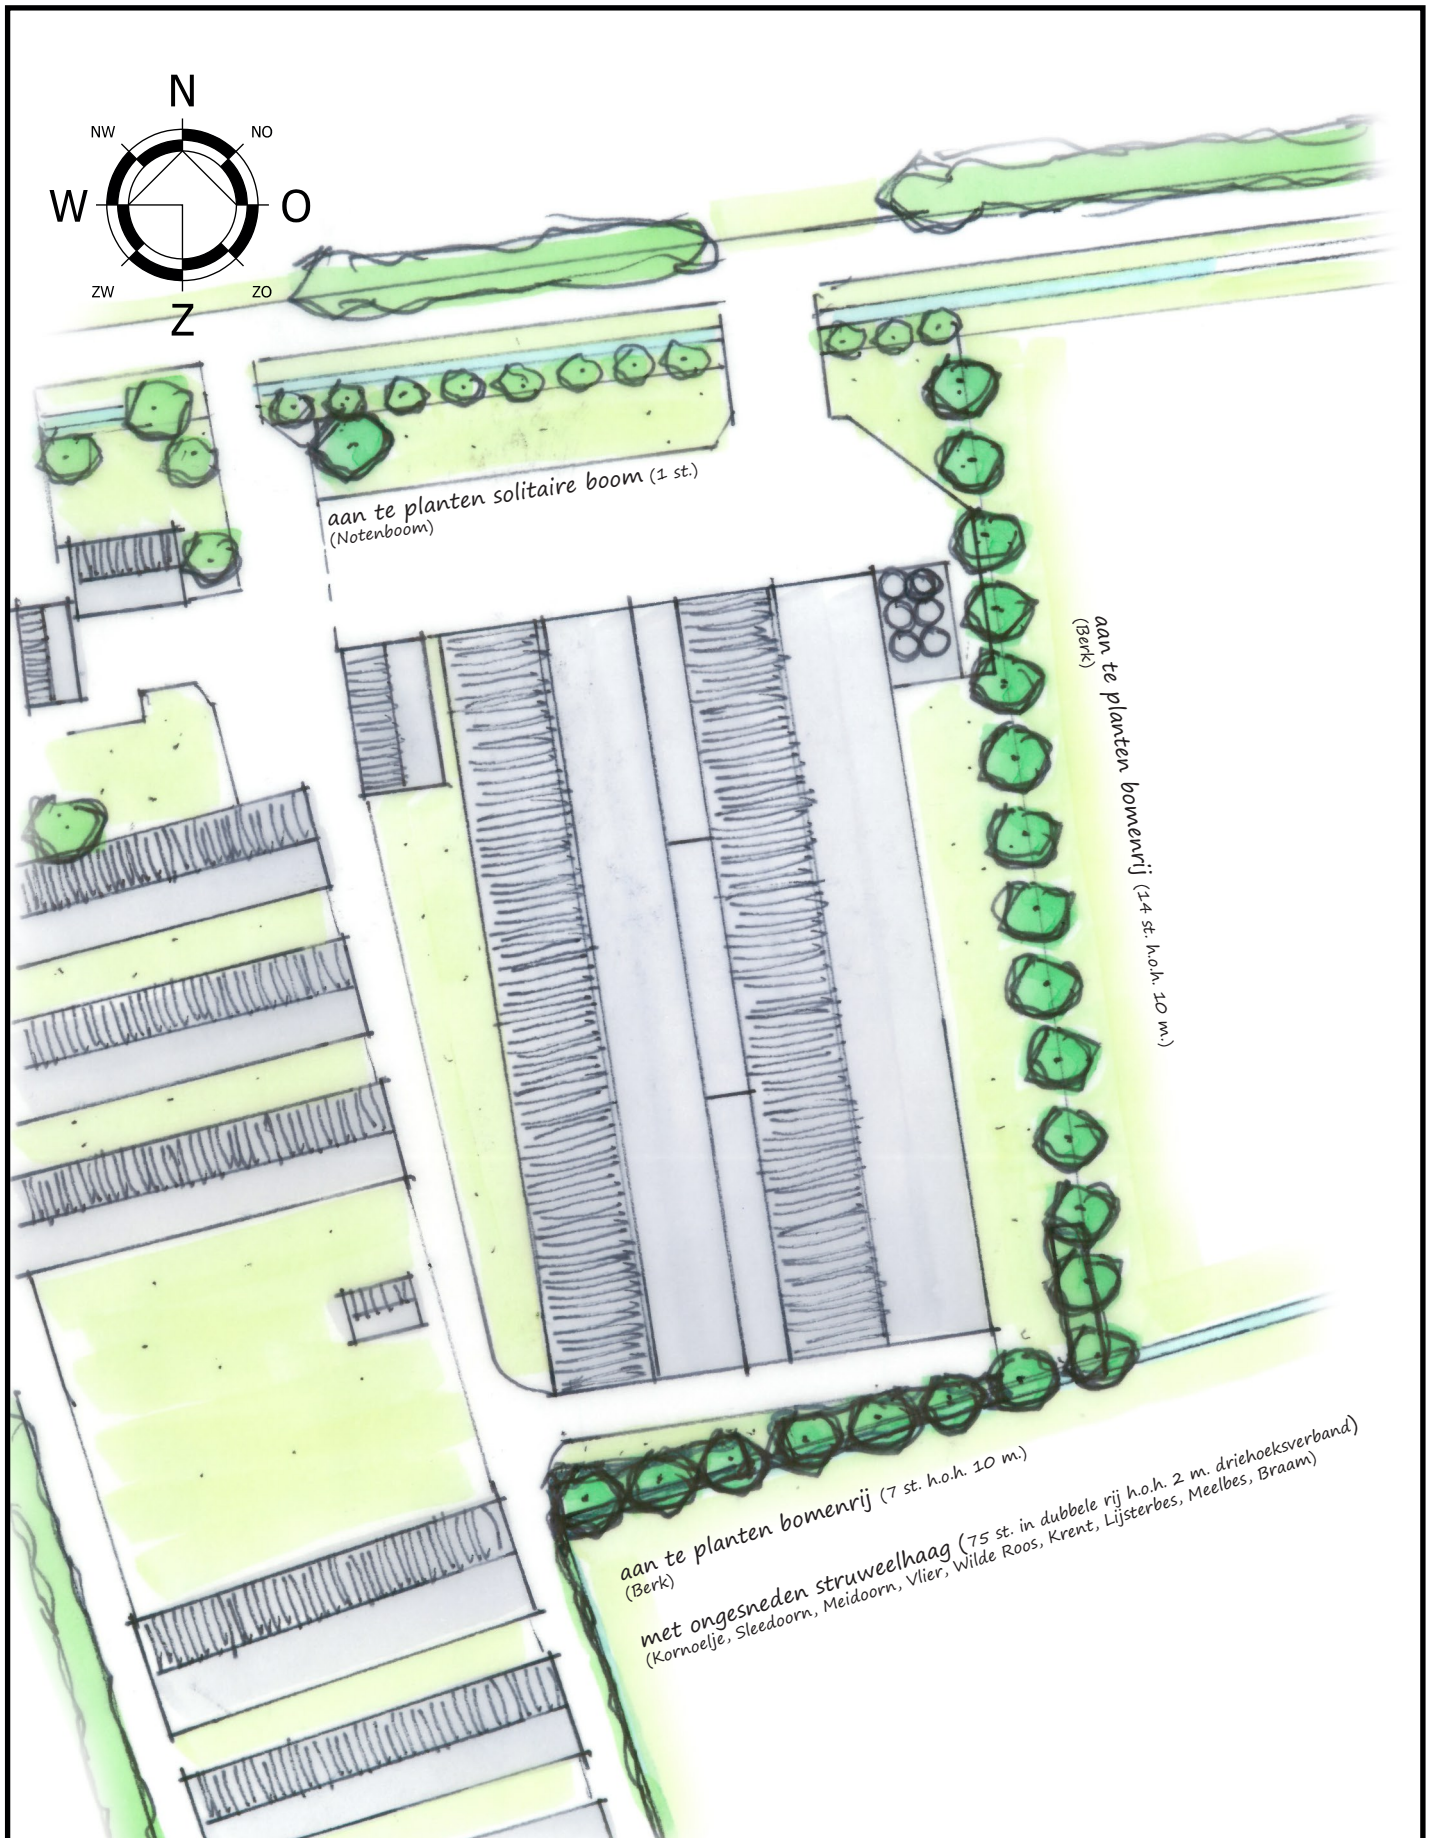 N
NW
NO
W
O
ZW
ZO
Z
aan te planten solitaire boom (1 st.)
(Notenboom)
aan te planten bomenrij (14 st. h.o.h. 10 m.)
(Berk)
aan te planten bomenrij (7 st. h.o.h. 10 m.)
(Berk)
met ongesneden struweelhaag (75 st. in dubbele rij h.o.h. 2 m. driehoeksverband)
(Kornoelje, Sleedoorn, Meidoorn, Vlier, Wilde Roos, Krent, Lijsterbes, Meelbes, Braam)